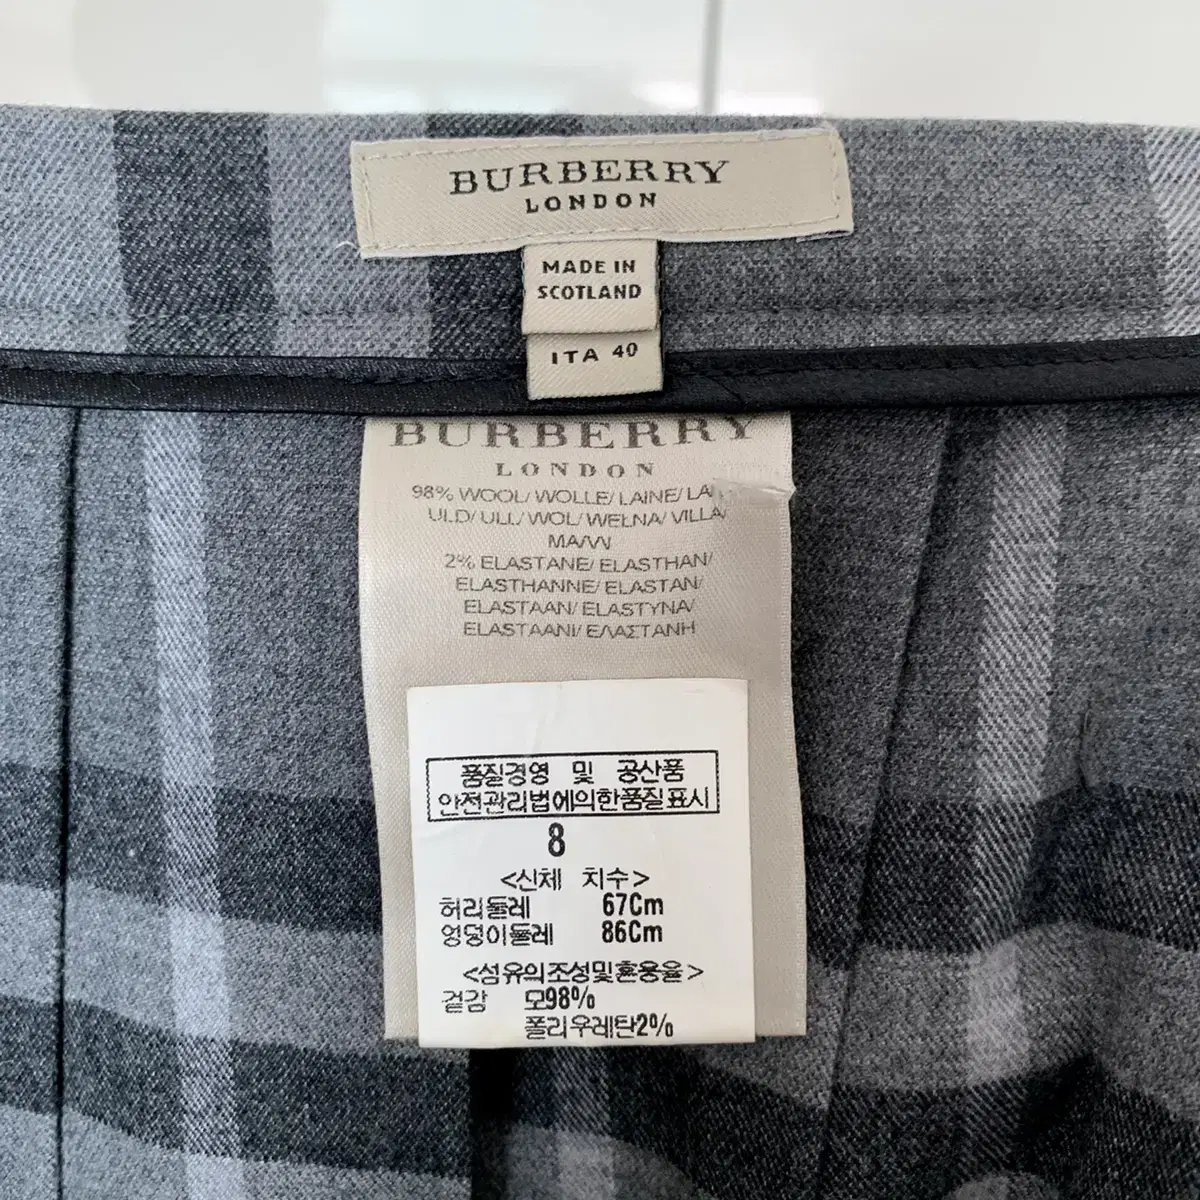 BURBERRY
LONDON
MADE IN
SCOTLAND
ITA 40
BURBERRY
LONDON
98% WOOL/ WOLLE/ LAINE/
ULD/ ULL/ WOL/ WEŁNA/ VILLA/
2% ELASTANE/ ELASTHAN/
ELASTHANNE/ ELASTAN/
ELASTAAN/ ELASTYNA/
ELASTAANI/ ΕΛΑΣΤΑΝΗ
품질경영 및 공산품
안전관리법에의한품질표시
8
<신체 치수>
허리둘레 67Cm
엉덩이둘레 86Cm
<섬유의조성및혼용율>
겉감 모98%
폴리우레탄2%